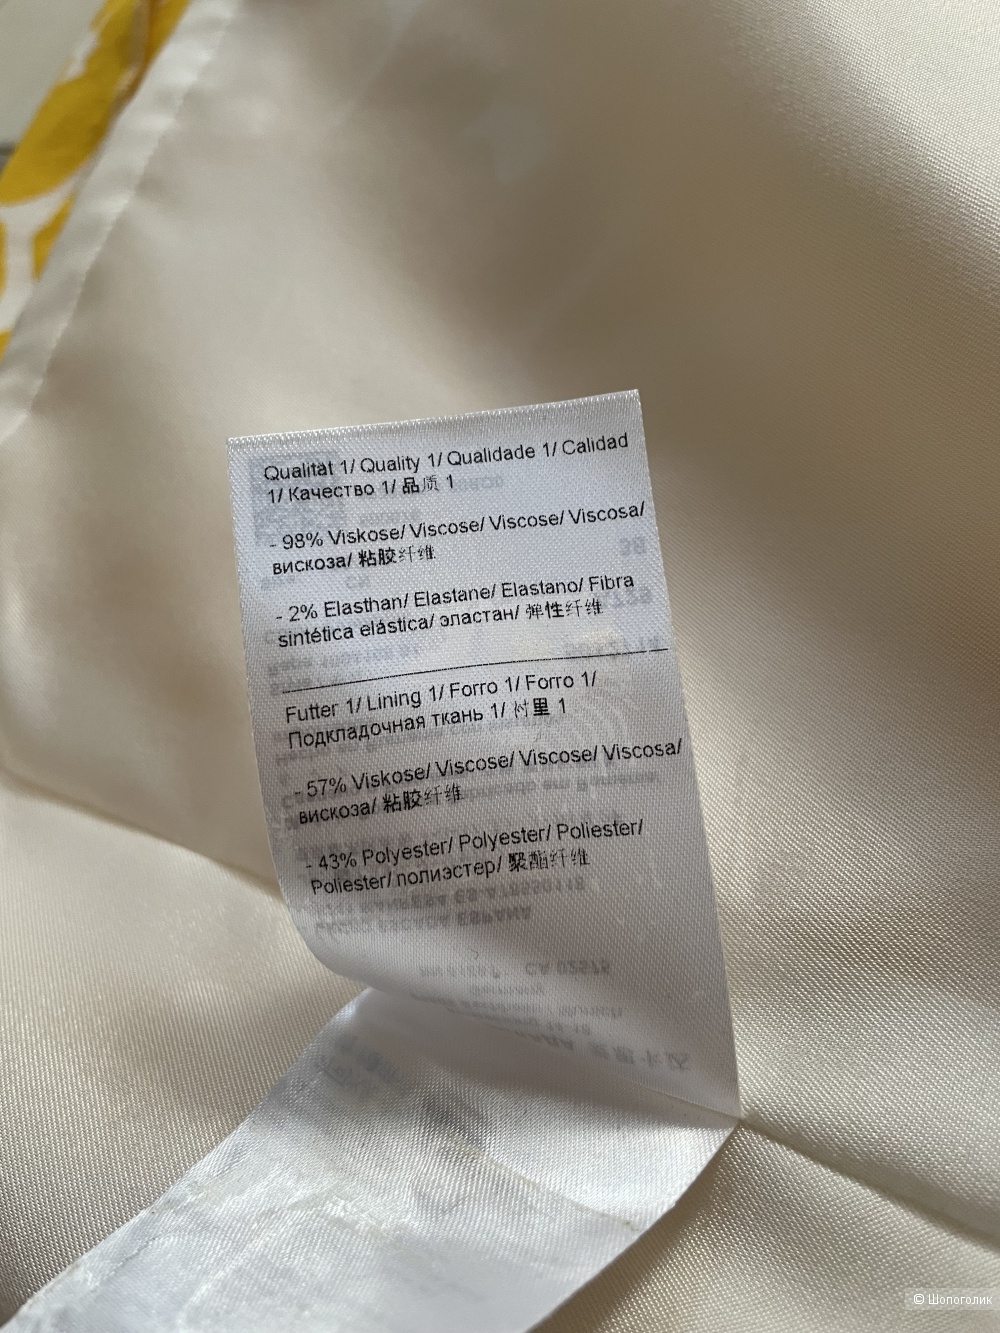 Qualität 1/ Quality 1/ Qualidade 1/ Calidad
1/ Качество 1/ 品质 1
- 98% Viskose/ Viscose/ Viscose/ Viscosa/
вискоза/ 粘胶纤维
- 2% Elasthan/ Elastane/ Elastano/ Fibra
sintética elástica/ эластан/ 弹性纤维
Futter 1/ Lining 1/ Forro 1/ Forro 1/
Подкладочная ткань 1/ 衬里 1
- 57% Viskose/ Viscose/ Viscose/ Viscosa/
вискоза/ 粘胶纤维
- 43% Polyester/ Polyester/ Poliester/
Poliester/ полиэстер/ 聚酯纤维
© Шопоголик